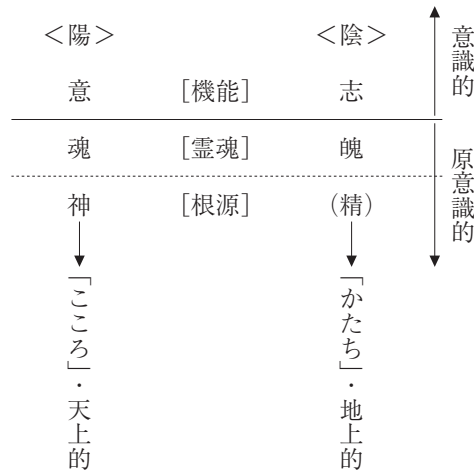 ＜陽＞ ＜陰＞
意 [機能] 志
魂 [霊魂] 魄
神 [根源] (精)
「こころ」・天上的
「かたち」・地上的
意識的
原意識的